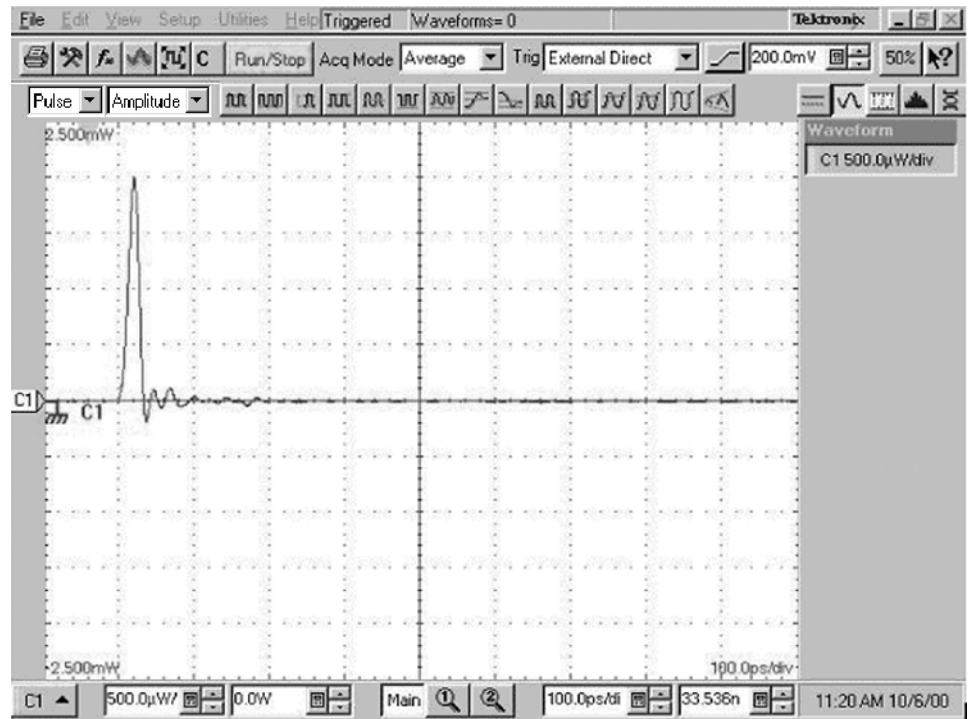 File Edit View Setup Utilities Help Triggered Waveforms= 0 Tektronix
C Run/Stop Acq Mode Average Trig External Direct 200.0mV 50%
Pulse Amplitude
2.500mW
Waveform
C1 500.0µW/div
C1
C1
-2.500mW
100.0ps/div
C1 500.0µW/ 0.0W Main 1 2 100.0ps/di 33.536n 11:20 AM 10/6/00